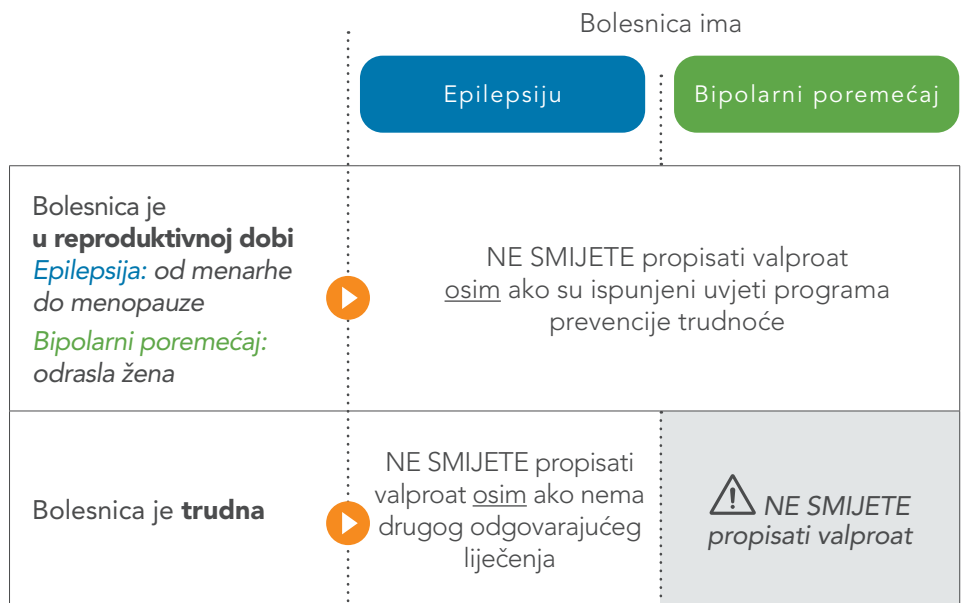 Bolesnica ima
Epilepsiju
Bipolarni poremećaj
Bolesnica je
u reproduktivnoj dobi
Epilepsija: od menarhe
do menopauze
Bipolarni poremećaj:
odrasla žena
NE SMIJETE propisati valproat
osim ako su ispunjeni uvjeti programa
prevencije trudnoće
Bolesnica je trudna
NE SMIJETE propisati
valproat osim ako nema
drugog odgovarajućeg
liječenja
NE SMIJETE
propisati valproat